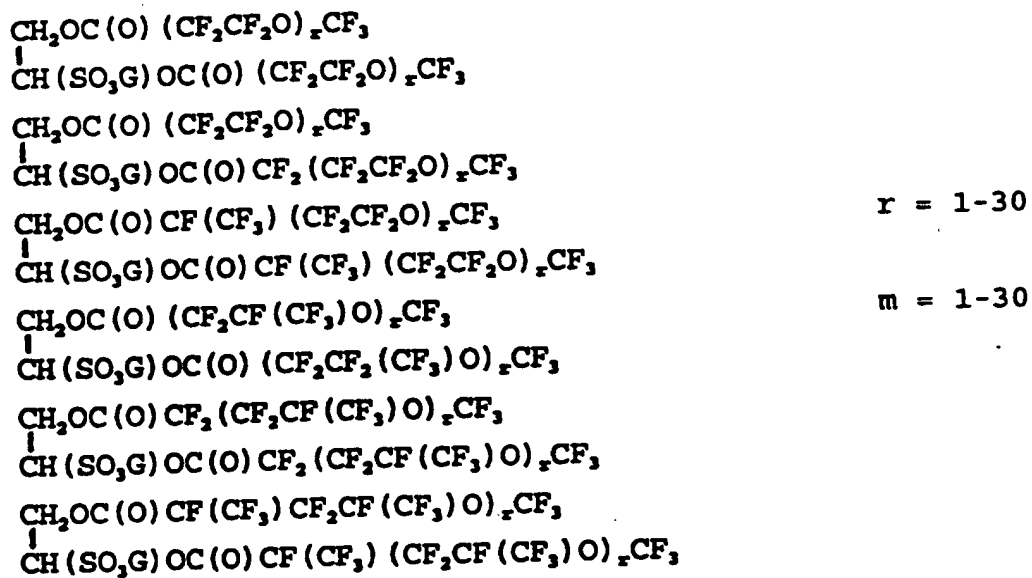 CH₂OC(O) (CF₂CF₂O)ᵣCF₃
CH(SO₃G)OC(O) (CF₂CF₂O)ᵣCF₃
CH₂OC(O) (CF₂CF₂O)ᵣCF₃
CH(SO₃G)OC(O)CF₂(CF₂CF₂O)ᵣCF₃
r = 1-30
CH₂OC(O)CF(CF₃)(CF₂CF₂O)ᵣCF₃
CH(SO₃G)OC(O)CF(CF₃)(CF₂CF₂O)ᵣCF₃
m = 1-30
CH₂OC(O) (CF₂CF(CF₃)O)ᵣCF₃
CH(SO₃G)OC(O) (CF₂CF₂(CF₃)O)ᵣCF₃
CH₂OC(O)CF₂(CF₂CF(CF₃)O)ᵣCF₃
CH(SO₃G)OC(O)CF₂(CF₂CF(CF₃)O)ᵣCF₃
CH₂OC(O)CF(CF₃)CF₂CF(CF₃)O)ᵣCF₃
CH(SO₃G)OC(O)CF(CF₃)(CF₂CF(CF₃)O)ᵣCF₃